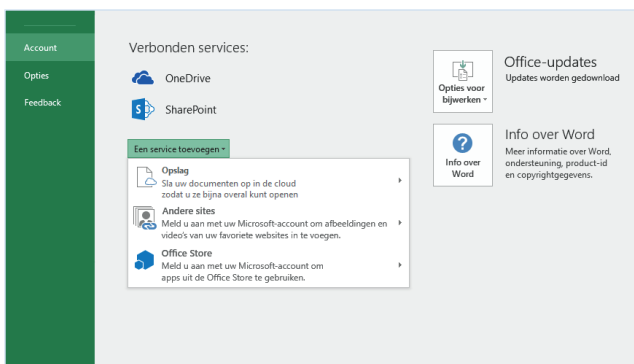 Account
Opties
Feedback
Verbonden services:
OneDrive
SharePoint
Een service toevoegen
Opslag
Sla uw documenten op in de cloud
zodat u ze bijna overal kunt openen
Andere sites
Meld u aan met uw Microsoft-account om afbeeldingen en
video's van uw favoriete websites in te voegen.
Office Store
Meld u aan met uw Microsoft-account om
apps uit de Office Store te gebruiken.
Opties voor
bijwerken
Office-updates
Updates worden gedownload
Info over
Word
Info over Word
Meer informatie over Word,
ondersteuning, product-id
en copyrightgegevens.